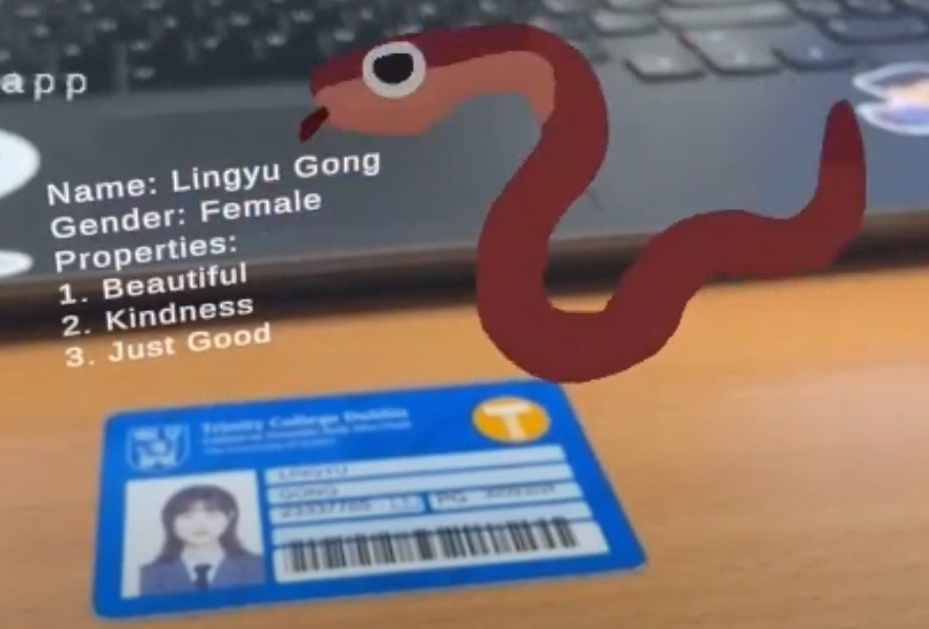 app
Name: Lingyu Gong
Gender: Female
Properties:
1. Beautiful
2. Kindness
3. Just Good
Trinity College Dublin
T
LINGYU
GONG
PG